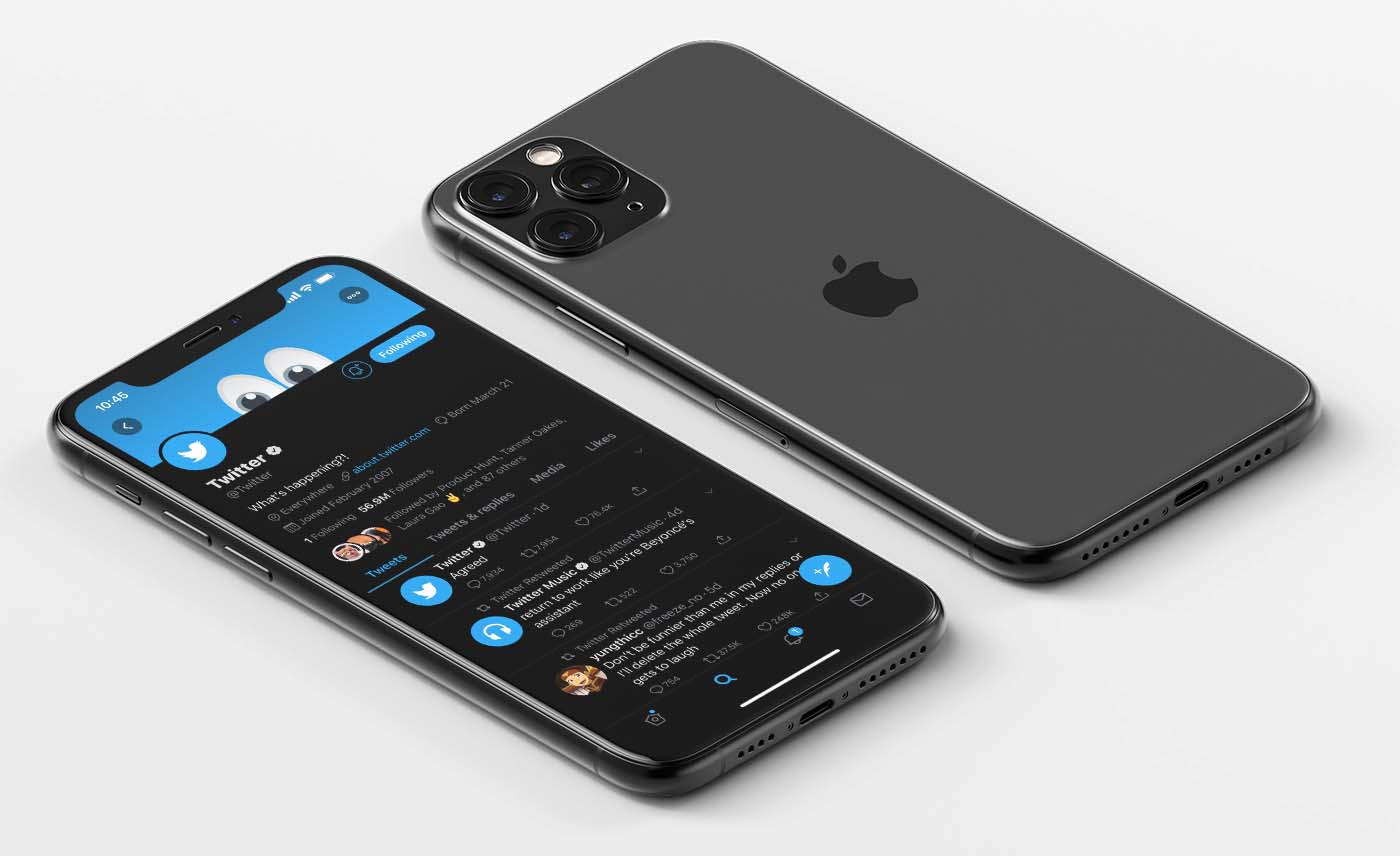 10:45
Following
Twitter
@Twitter
What's happening?!
Everywhere about.twitter.com Born March 21
Joined February 2007
1 Following 56.9M Followers
Followed by Product Hunt, Tanner Oakes,
Laura Gao ✌, and 87 others
Tweets Tweets & replies Media Likes
Twitter @Twitter · 1d
Agreed
7,934 7,954 76.4K
Twitter Retweeted
Twitter Music @TwitterMusic · 4d
return to work like you're Beyoncé's
assistant
269 522 3,750
Twitter Retweeted
yungthicc @freeze_no · 5d
Don't be funnier than me in my replies or
I'll delete the whole tweet. Now no on
gets to laugh
754 37.5K 248K
1